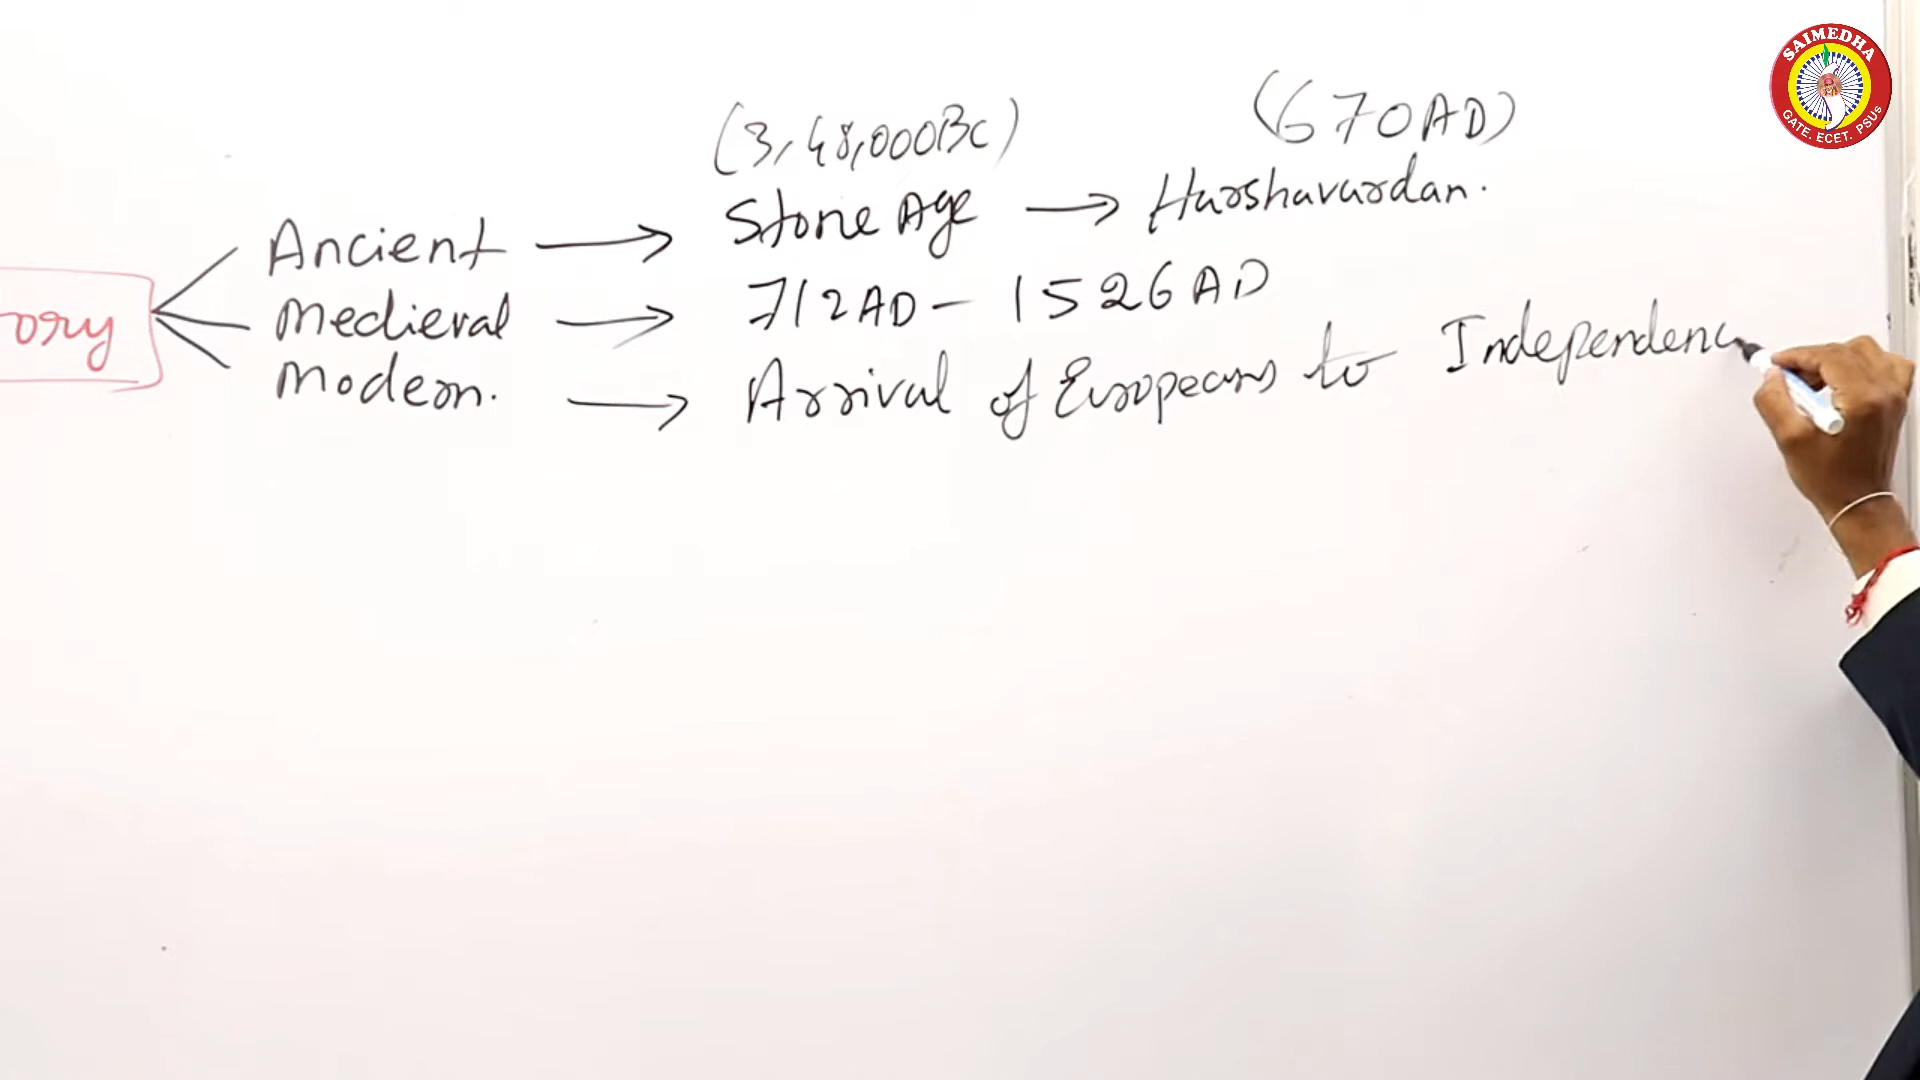 (3,48,000BC) (670AD)
Ancient → Stone Age → Harshavardan.
ory
Medieval → 712AD - 1526AD
Modern. → Arrival of Europeans to Independenc
SAIMEDHA
GATE. ECET. PSUs